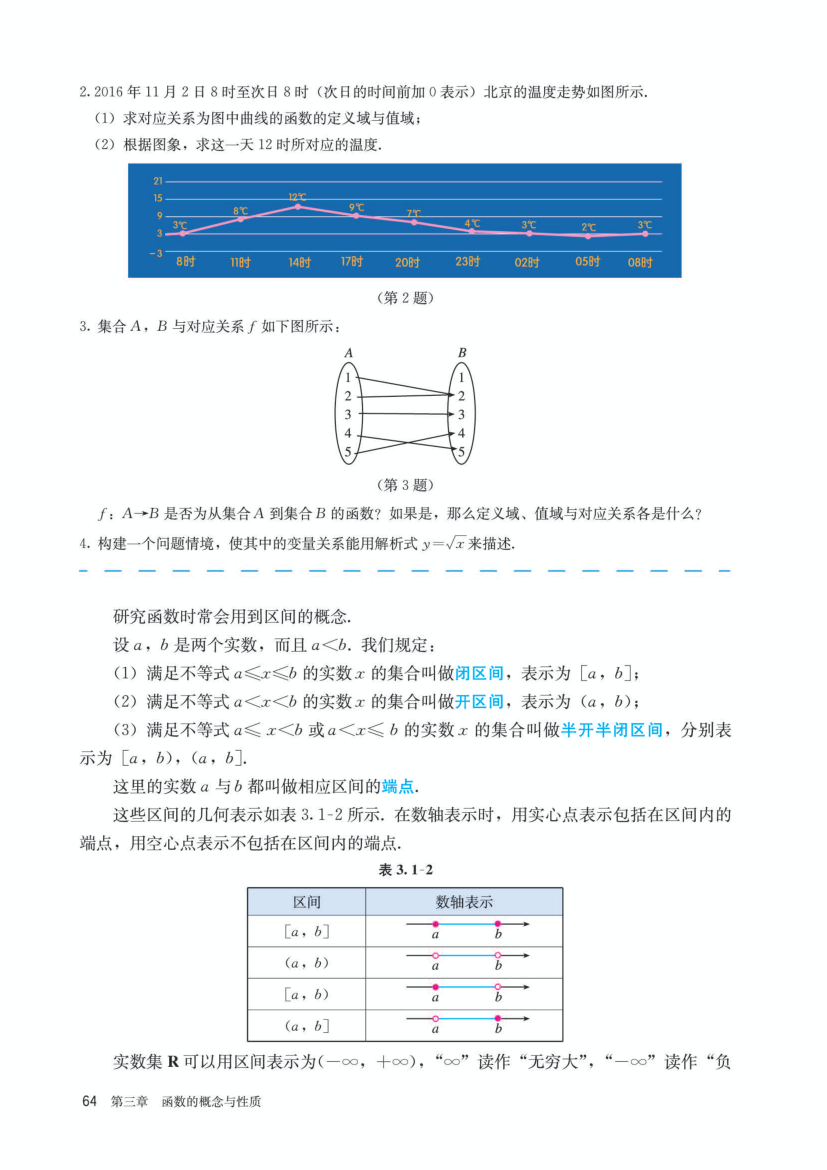 2. 2016 年 11 月 2 日 8 时至次日 8 时（次日的时间前加 0 表示）北京的温度走势如图所示.
（1）求对应关系为图中曲线的函数的定义域与值域；
（2）根据图象，求这一天 12 时所对应的温度.
21
15
9
3
-3
3℃ 8℃ 12℃ 9℃ 7℃ 4℃ 3℃ 2℃ 3℃
8时 11时 14时 17时 20时 23时 02时 05时 08时
（第 2 题）
3. 集合 A，B 与对应关系 f 如下图所示：
A B
1 1
2 2
3 3
4 4
5 5
（第 3 题）
f：A→B 是否为从集合 A 到集合 B 的函数？如果是，那么定义域、值域与对应关系各是什么？
4. 构建一个问题情境，使其中的变量关系能用解析式 y=√x 来描述.
研究函数时常会用到区间的概念.
设 a，b 是两个实数，而且 a<b. 我们规定：
（1）满足不等式 a≤x≤b 的实数 x 的集合叫做闭区间，表示为 [a，b]；
（2）满足不等式 a<x<b 的实数 x 的集合叫做开区间，表示为（a，b）；
（3）满足不等式 a≤x<b 或 a<x≤b 的实数 x 的集合叫做半开半闭区间，分别表
示为 [a，b），（a，b].
这里的实数 a 与 b 都叫做相应区间的端点.
这些区间的几何表示如表 3.1-2 所示. 在数轴表示时，用实心点表示包括在区间内的
端点，用空心点表示不包括在区间内的端点.
表 3.1-2
区间 数轴表示
[a，b] a b
（a，b） a b
[a，b） a b
（a，b] a b
实数集 R 可以用区间表示为(-∞，+∞)，“∞”读作“无穷大”，“-∞”读作“负
64 第三章 函数的概念与性质